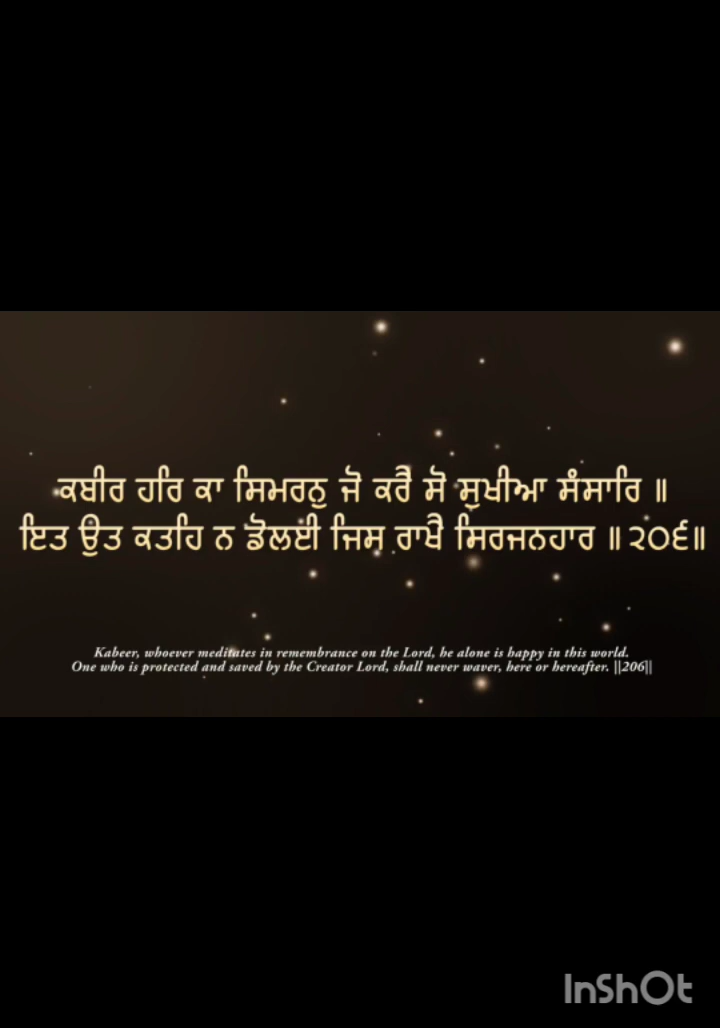 ਕਬੀਰ ਹਰਿ ਕਾ ਸਿਮਰਨੁ ਜੋ ਕਰੈ ਸੋ ਸੁਖੀਆ ਸੰਸਾਰਿ ॥
ਇਤ ਉਤ ਕਤਹਿ ਨ ਡੋਲਈ ਜਿਸ ਰਾਖੈ ਸਿਰਜਨਹਾਰ ॥੨੦੬॥
Kabeer, whoever meditates in remembrance on the Lord, he alone is happy in this world.
One who is protected and saved by the Creator Lord, shall never waver, here or hereafter. ||206||
InShOt